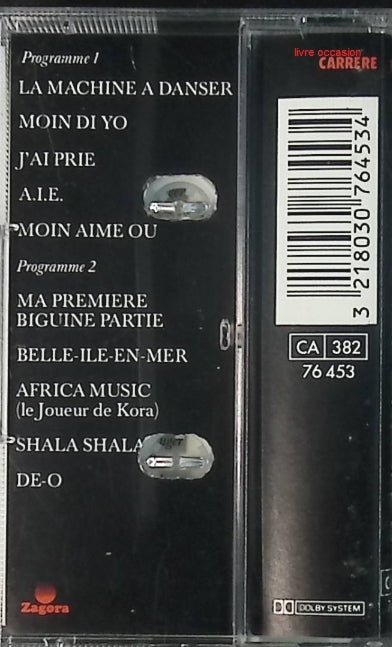 Programme 1
LA MACHINE A DANSER
MOIN DI YO
J'AI PRIE
A.I.E.
MOIN AIME OU
Programme 2
MA PREMIERE
BIGUINE PARTIE
BELLE-ILE-EN-MER
AFRICA MUSIC
(le Joueur de Kora)
SHALA SHALA
DE-O
Zagora
livre occasion
CARRERE
3 218030 764534
CA 382
76 453
DOLBY SYSTEM